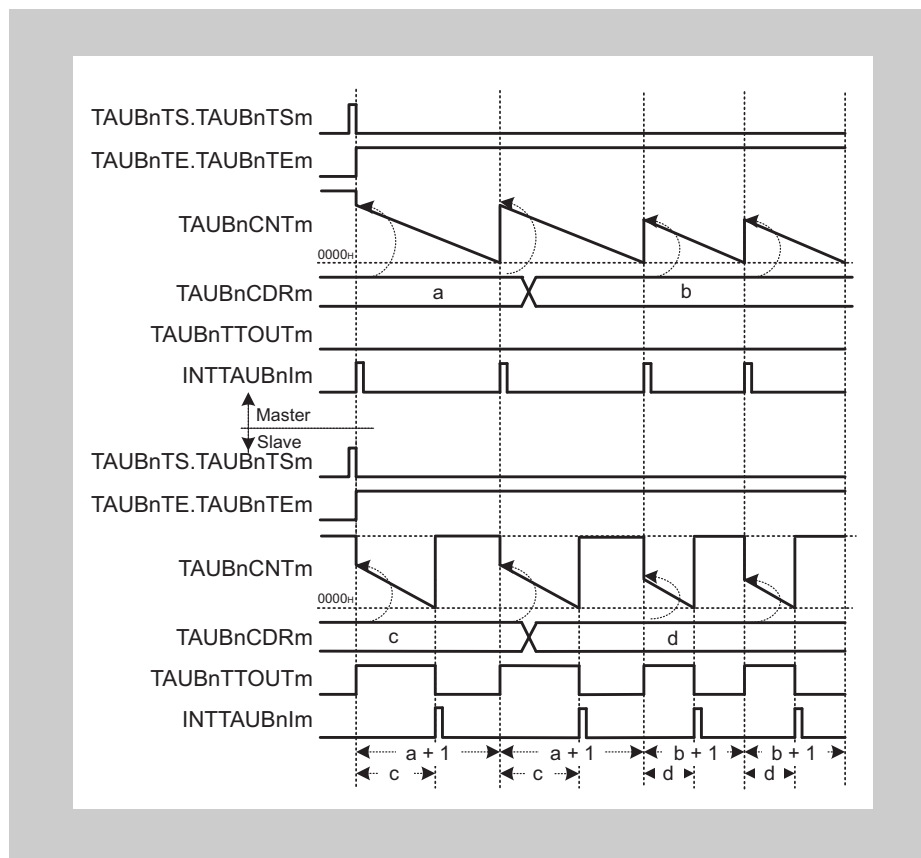 TAUBnTS.TAUBnTSm
TAUBnTE.TAUBnTEm
TAUBnCNTm
0000H
TAUBnCDRm
a
b
TAUBnTTOUTm
INTTAUBnIm
Master
Slave
TAUBnTS.TAUBnTSm
TAUBnTE.TAUBnTEm
TAUBnCNTm
0000H
TAUBnCDRm
c
d
TAUBnTTOUTm
INTTAUBnIm
a + 1 a + 1 b + 1 b + 1
c c d d